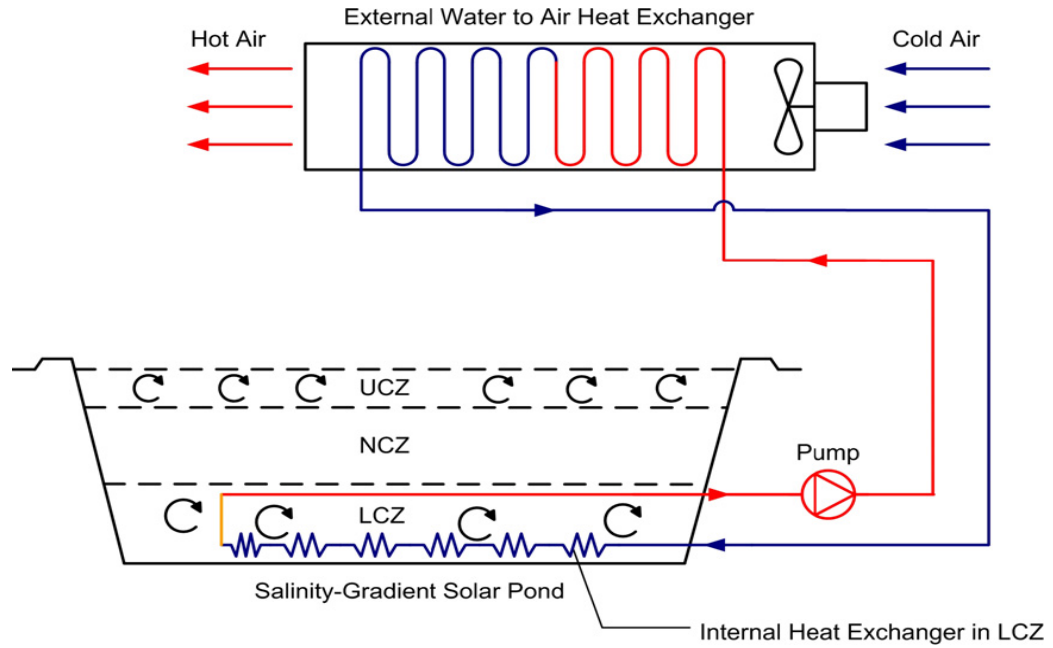 External Water to Air Heat Exchanger
Hot Air
Cold Air
UCZ
NCZ
Pump
LCZ
Salinity-Gradient Solar Pond
Internal Heat Exchanger in LCZ